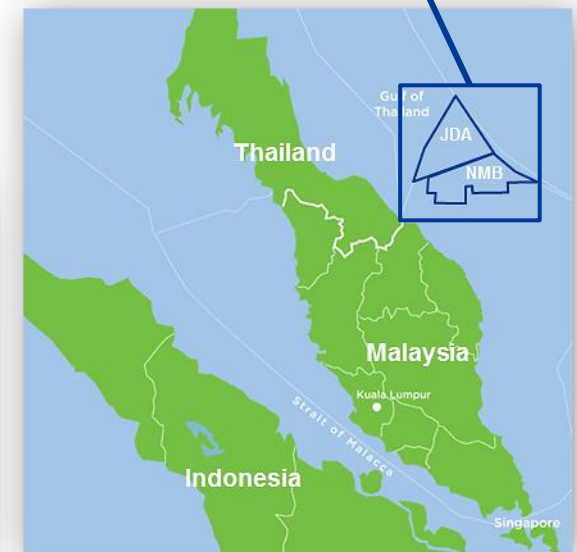 Gulf of
Thailand
JDA
NMB
Thailand
Malaysia
Kuala Lumpur
Strait of Malacca
Indonesia
Singapore